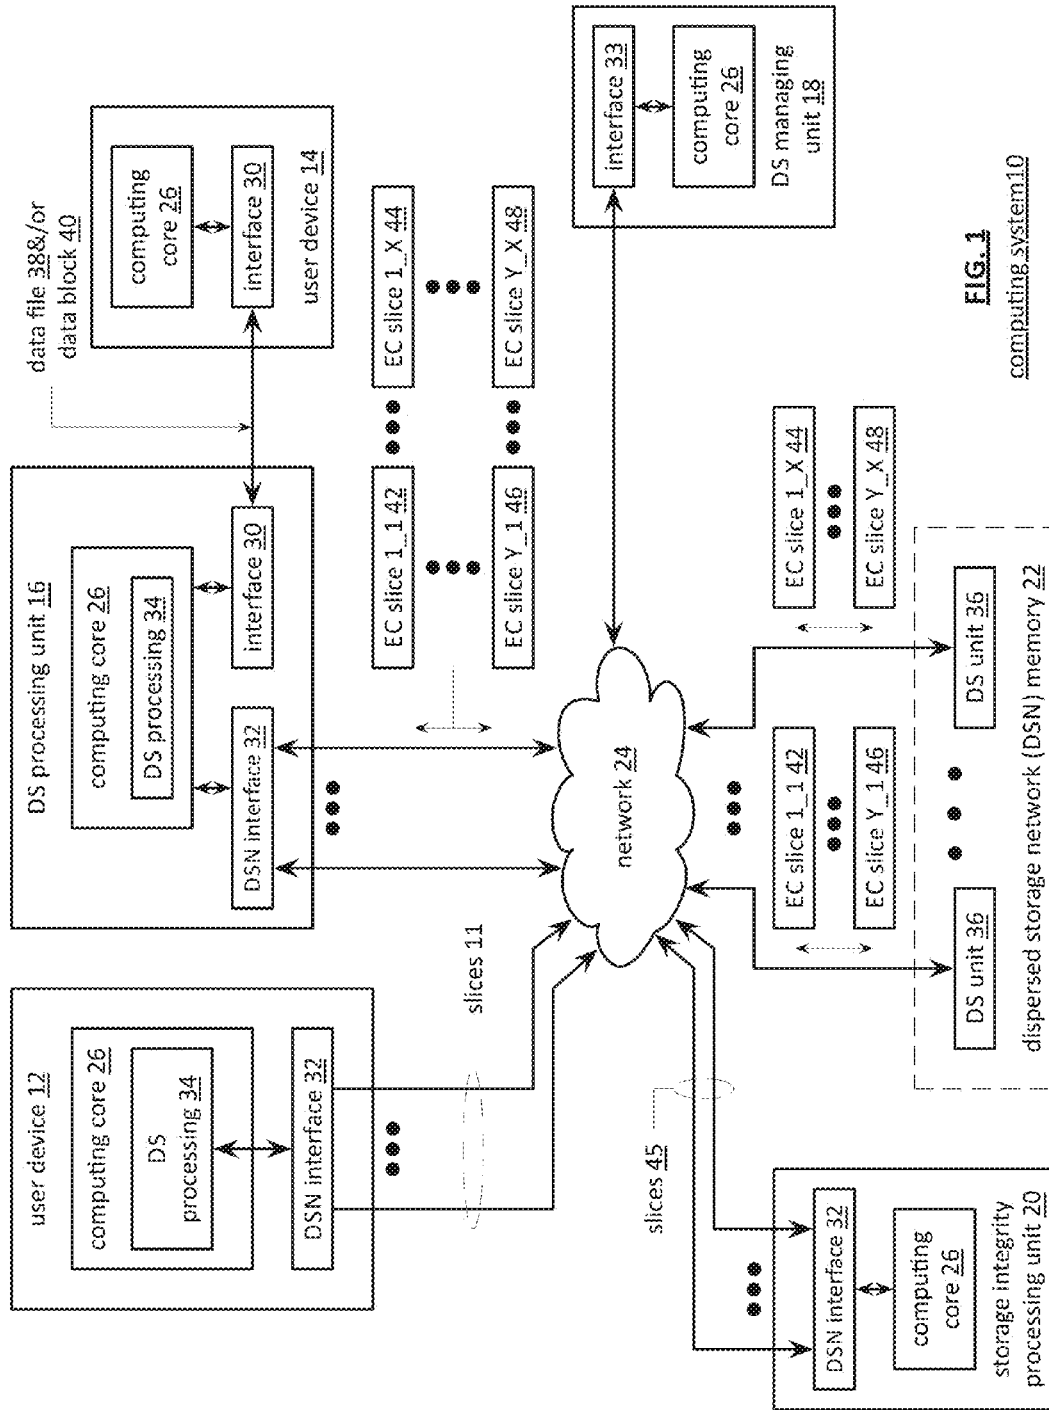 user device 12
computing core 26
DS
processing 34
DSN interface 32
slices 11
DS processing unit 16
computing core 26
DS processing 34
DSN interface 32
interface 30
data file 38&/or
data block 40
computing
core 26
interface 30
user device 14
EC slice 1_1 42
EC slice 1_X 44
EC slice Y_1 46
EC slice Y_X 48
network 24
interface 33
computing
core 26
DS managing
unit 18
slices 45
DSN interface 32
computing
core 26
storage integrity
processing unit 20
EC slice 1_1 42
EC slice Y_1 46
EC slice 1_X 44
EC slice Y_X 48
DS unit 36
DS unit 36
dispersed storage network (DSN) memory 22
FIG. 1
computing system10